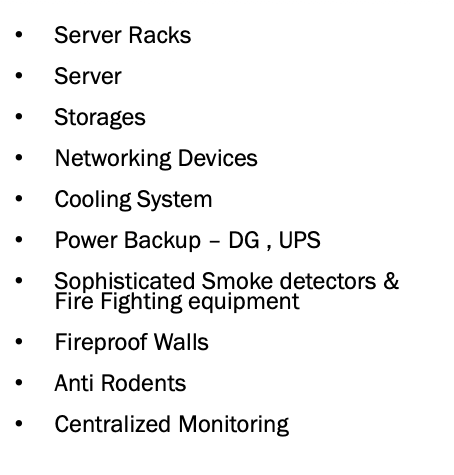 • Server Racks
• Server
• Storages
• Networking Devices
• Cooling System
• Power Backup – DG , UPS
• Sophisticated Smoke detectors &
Fire Fighting equipment
• Fireproof Walls
• Anti Rodents
• Centralized Monitoring